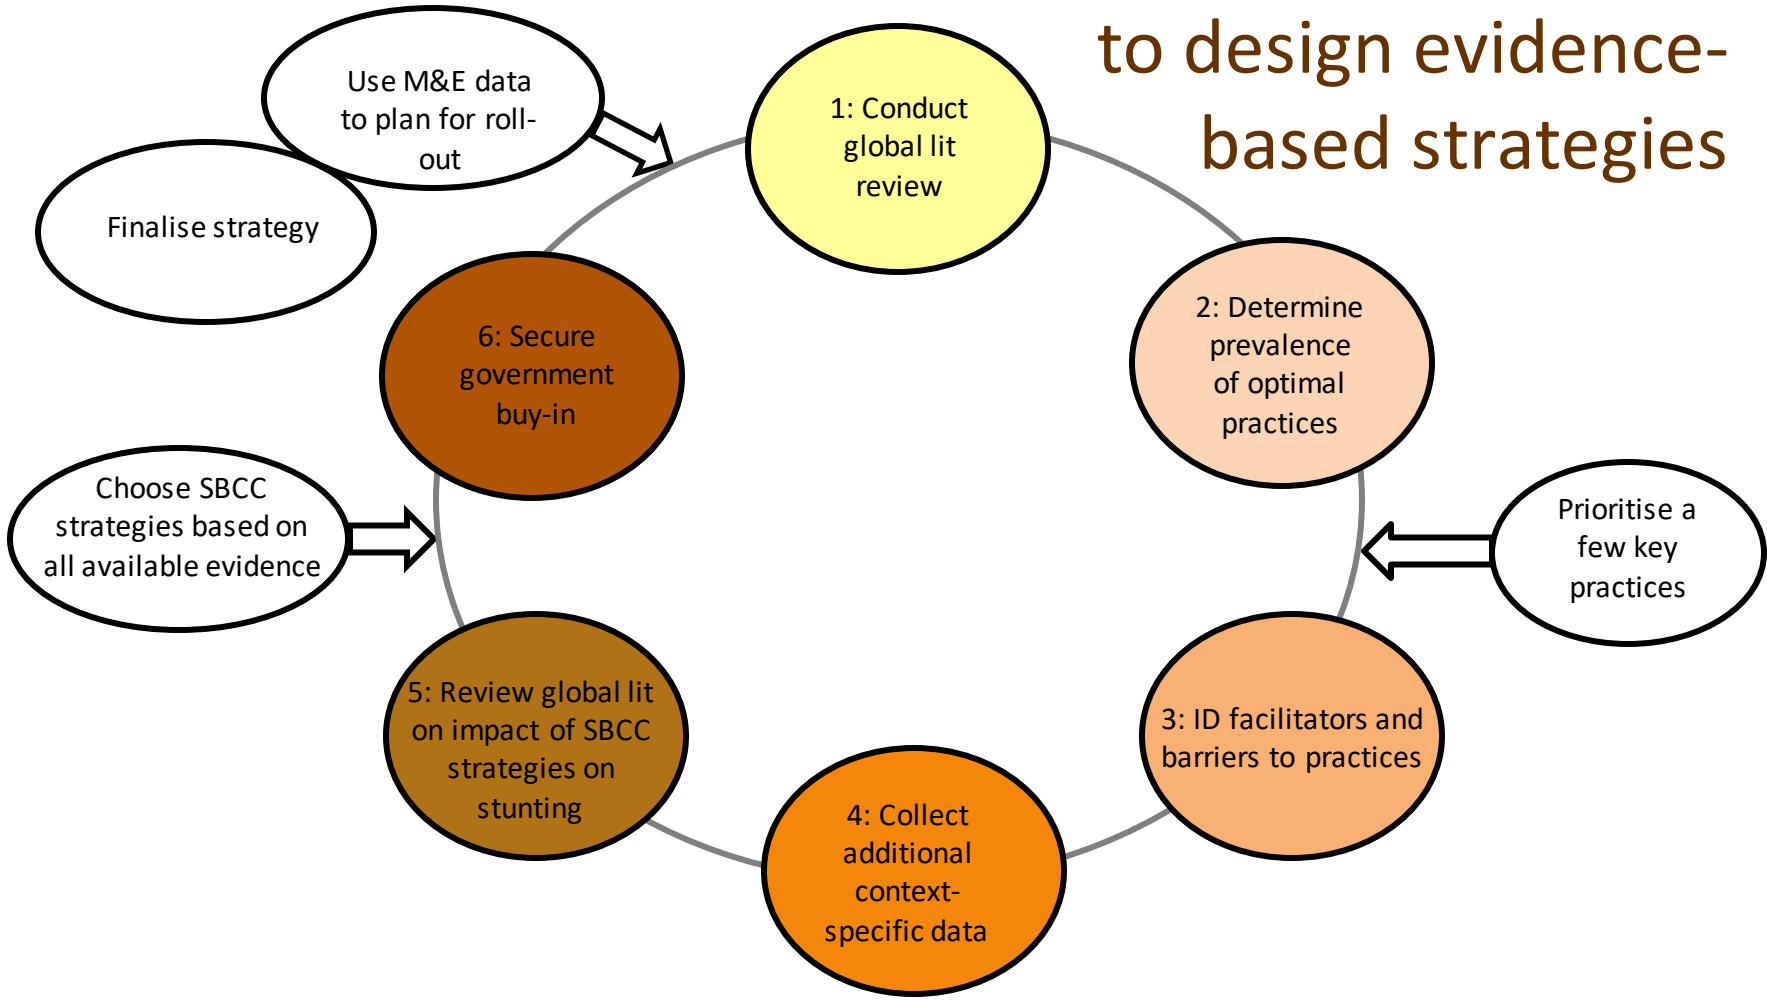 to design evidence-
based strategies
Use M&E data
to plan for roll-
out
Finalise strategy
1: Conduct
global lit
review
2: Determine
prevalence
of optimal
practices
Prioritise a
few key
practices
3: ID facilitators and
barriers to practices
4: Collect
additional
context-
specific data
5: Review global lit
on impact of SBCC
strategies on
stunting
Choose SBCC
strategies based on
all available evidence
6: Secure
government
buy-in